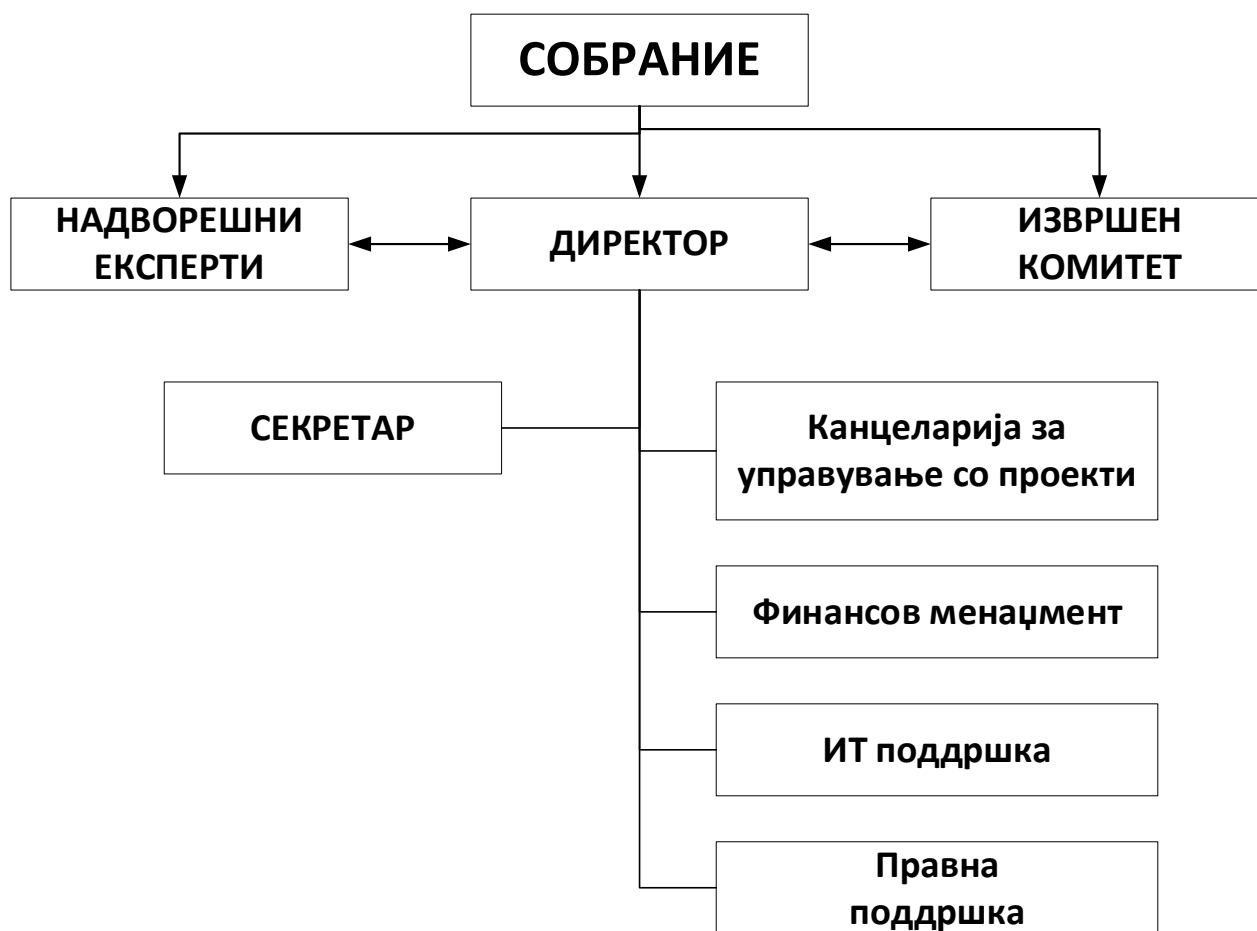 СОБРАНИЕ
НАДВОРЕШНИ
ЕКСПЕРТИ
ДИРЕКТОР
ИЗВРШЕН
КОМИТЕТ
СЕКРЕТАР
Канцеларија за
управување со проекти
Финансов менаџмент
ИТ поддршка
Правна
поддршка